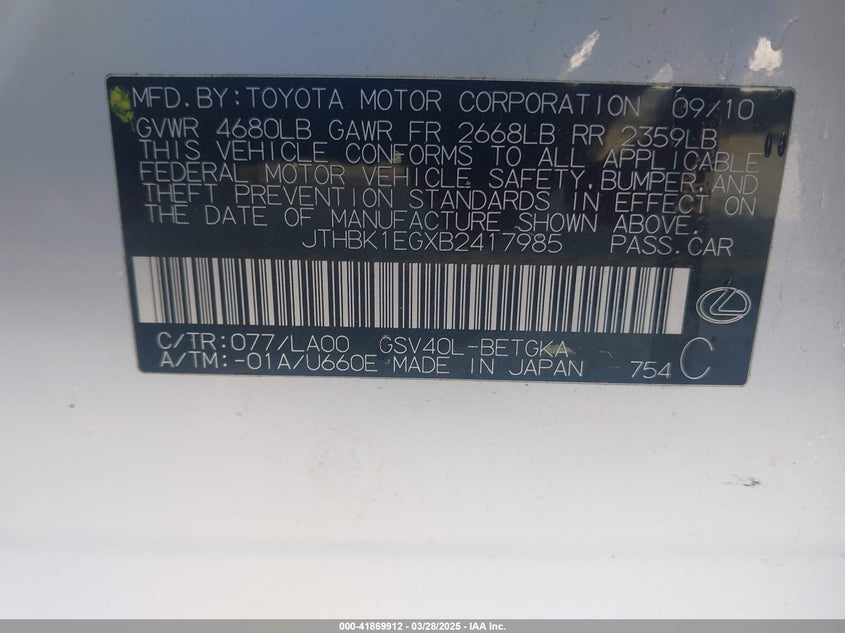 MFD.BY:TOYOTA MOTOR CORPORATION 09/10
GVWR 4680LB GAWR FR 2668LB RR 2359LB
THIS VEHICLE CONFORMS TO ALL APPLICABLE
FEDERAL MOTOR VEHICLE SAFETY,BUMPER,AND
THEFT PREVENTION STANDARDS IN EFFECT ON
THE DATE OF MANUFACTURE SHOWN ABOVE.
JTHBK1EGXB2417985 PASS.CAR
C/TR:077/LA00 GSV40L-BETGKA
A/TM:-01A/U660E MADE IN JAPAN 754 C
000-41869912 - 03/28/2025 - IAA Inc.